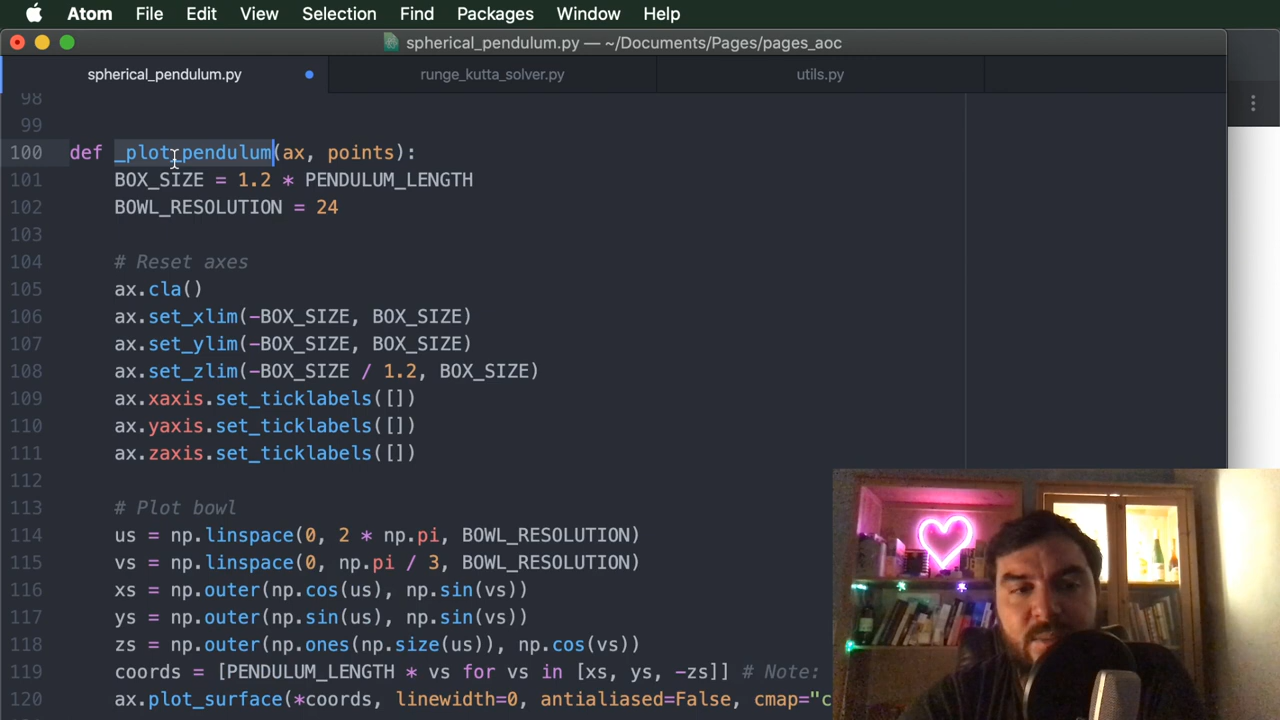 Atom File Edit View Selection Find Packages Window Help
spherical_pendulum.py — ~/Documents/Pages/pages_aoc
spherical_pendulum.py runge_kutta_solver.py utils.py
98
99
100 def _plot_pendulum(ax, points):
101 BOX_SIZE = 1.2 * PENDULUM_LENGTH
102 BOWL_RESOLUTION = 24
103
104 # Reset axes
105 ax.cla()
106 ax.set_xlim(-BOX_SIZE, BOX_SIZE)
107 ax.set_ylim(-BOX_SIZE, BOX_SIZE)
108 ax.set_zlim(-BOX_SIZE / 1.2, BOX_SIZE)
109 ax.xaxis.set_ticklabels([])
110 ax.yaxis.set_ticklabels([])
111 ax.zaxis.set_ticklabels([])
112
113 # Plot bowl
114 us = np.linspace(0, 2 * np.pi, BOWL_RESOLUTION)
115 vs = np.linspace(0, np.pi / 3, BOWL_RESOLUTION)
116 xs = np.outer(np.cos(us), np.sin(vs))
117 ys = np.outer(np.sin(us), np.sin(vs))
118 zs = np.outer(np.ones(np.size(us)), np.cos(vs))
119 coords = [PENDULUM_LENGTH * vs for vs in [xs, ys, -zs]] # Note:
120 ax.plot_surface(*coords, linewidth=0, antialiased=False, cmap="c